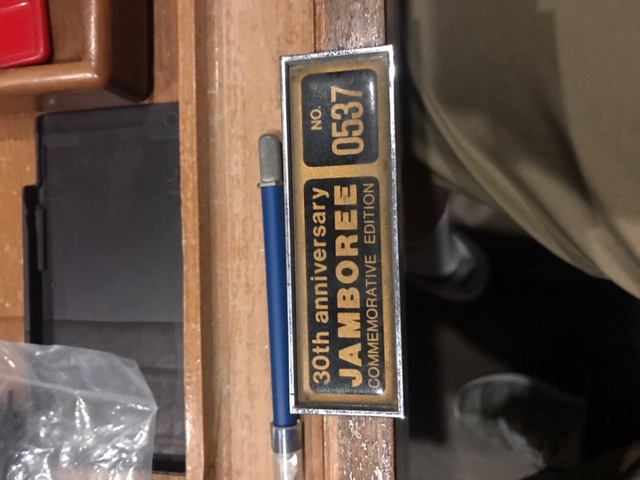 30th anniversary
JAMBOREE
COMMEMORATIVE EDITION
NO.
0537